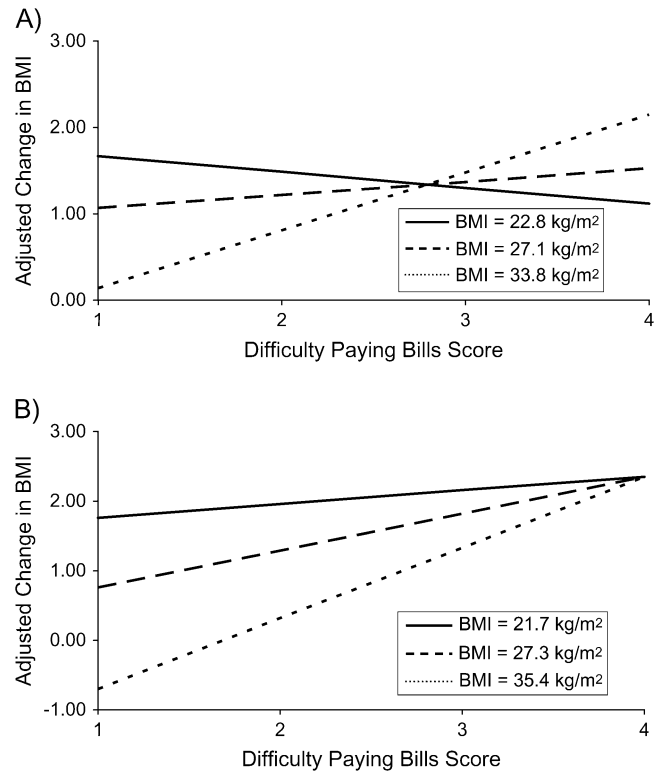 A)
3.00
2.00
1.00
0.00
Adjusted Change in BMI
BMI = 22.8 kg/m²
BMI = 27.1 kg/m²
BMI = 33.8 kg/m²
1 2 3 4
Difficulty Paying Bills Score
B)
3.00
2.00
1.00
0.00
-1.00
Adjusted Change in BMI
BMI = 21.7 kg/m²
BMI = 27.3 kg/m²
BMI = 35.4 kg/m²
1 2 3 4
Difficulty Paying Bills Score